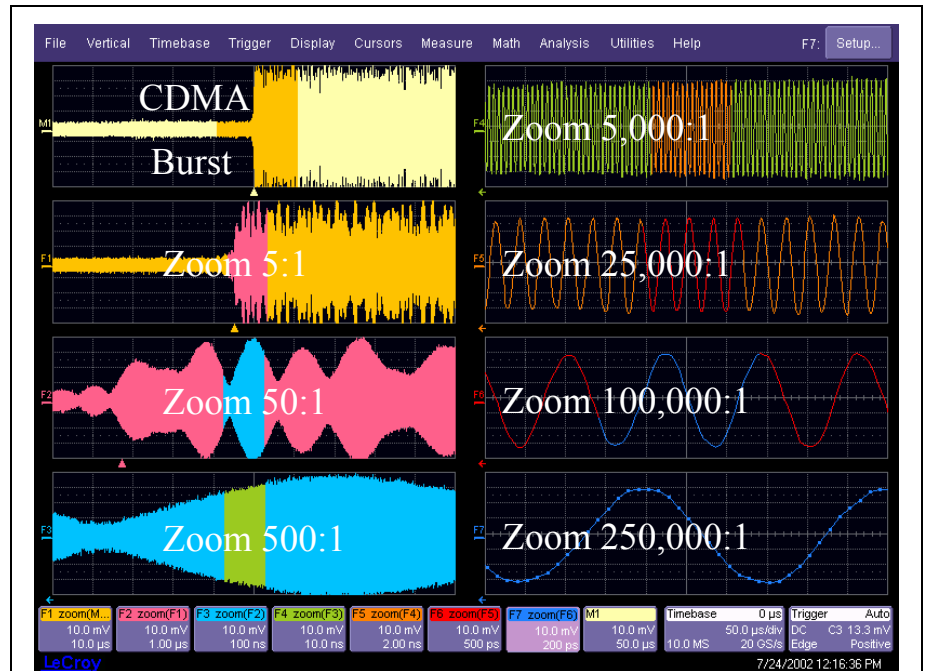 File Vertical Timebase Trigger Display Cursors Measure Math Analysis Utilities Help F7: Setup...
CDMA
Burst
M1
Zoom 5:1
F1
Zoom 50:1
F2
Zoom 500:1
F3
Zoom 5,000:1
F4
Zoom 25,000:1
F5
Zoom 100,000:1
F6
Zoom 250,000:1
F7
F1 zoom(M... F2 zoom(F1) F3 zoom(F2) F4 zoom(F3) F5 zoom(F4) F6 zoom(F5) F7 zoom(F6) M1 Timebase 0 µs Trigger Auto
10.0 mV 10.0 mV 10.0 mV 10.0 mV 10.0 mV 10.0 mV 10.0 mV 10.0 mV 50.0 µs/div DC C3 13.3 mV
10.0 µs 1.00 µs 100 ns 10.0 ns 2.00 ns 500 ps 200 ps 50.0 µs 10.0 MS 20 GS/s Edge Positive
LeCroy 7/24/2002 12:16:36 PM